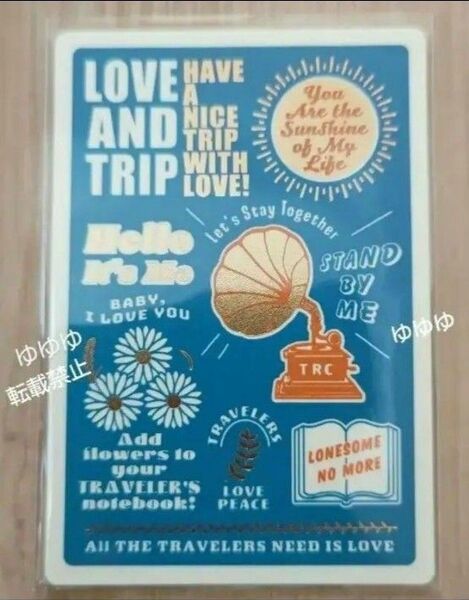 LOVE
AND
TRIP
HAVE
A
NICE
TRIP
WITH
LOVE!
You
Are the
Sunshine
of My
Life
Let's Stay Together
Hello
It's Me
STAND
BY
ME
BABY,
I LOVE YOU
TRC
ゆゆゆ
転載禁止
ゆゆゆ
Add
flowers to
your
TRAVELER'S
notebook!
TRAVELERS
LOVE
PEACE
LONESOME
NO MORE
All THE TRAVELERS NEED IS LOVE